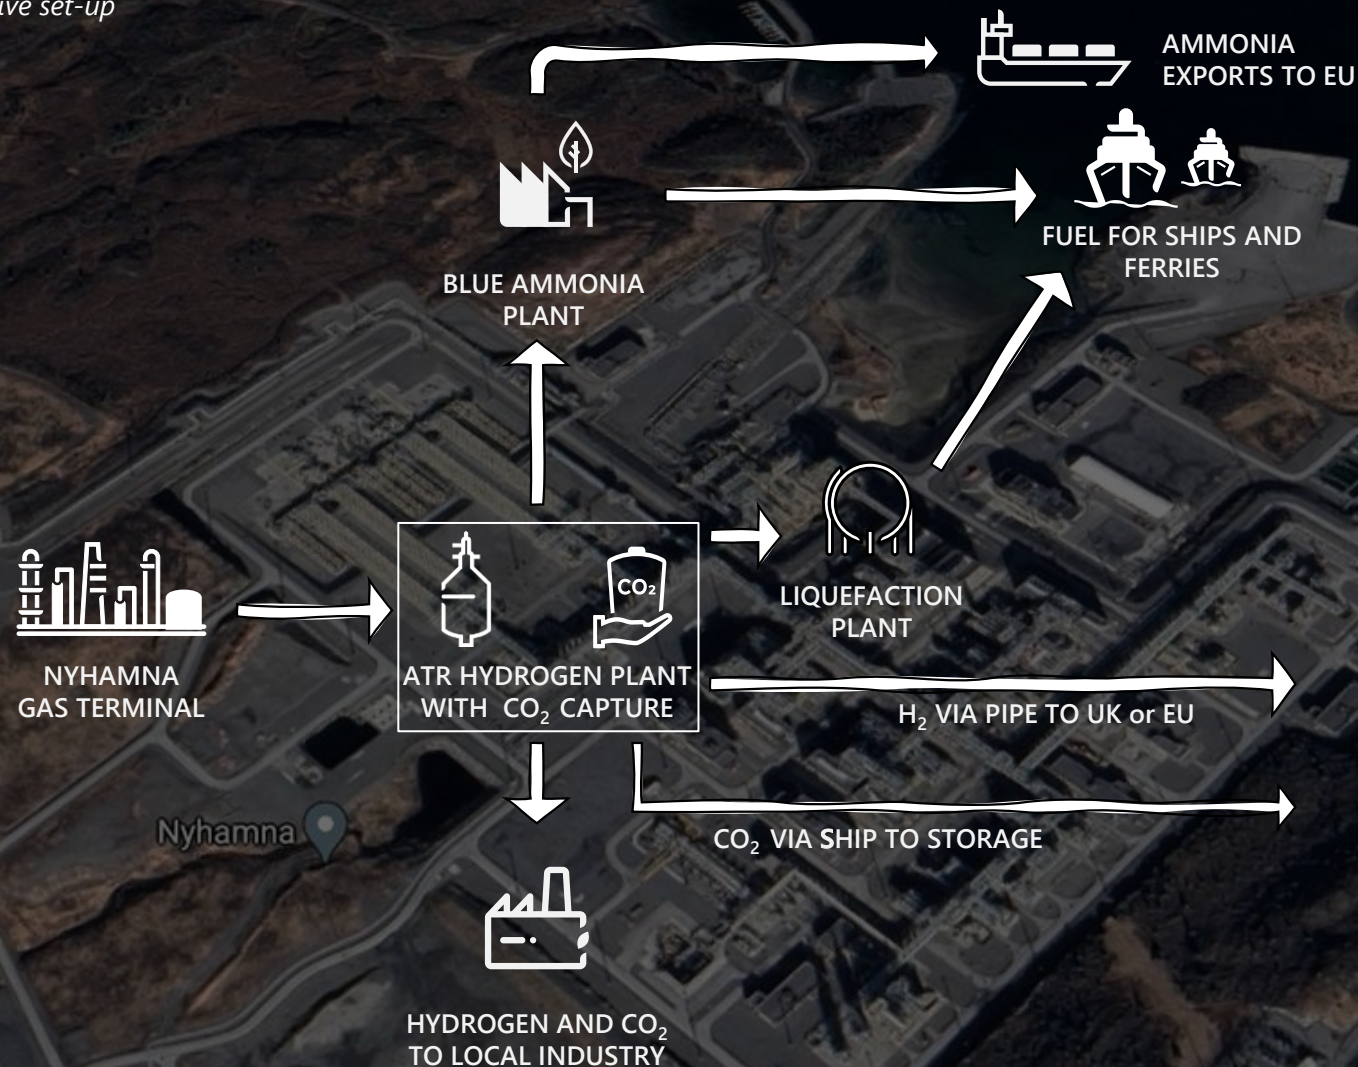 ive set-up
AMMONIA
EXPORTS TO EU
FUEL FOR SHIPS AND
FERRIES
BLUE AMMONIA
PLANT
CO₂
LIQUEFACTION
PLANT
NYHAMNA
GAS TERMINAL
ATR HYDROGEN PLANT
WITH CO₂ CAPTURE
H₂ VIA PIPE TO UK or EU
Nyhamna
CO₂ VIA SHIP TO STORAGE
HYDROGEN AND CO₂
TO LOCAL INDUSTRY